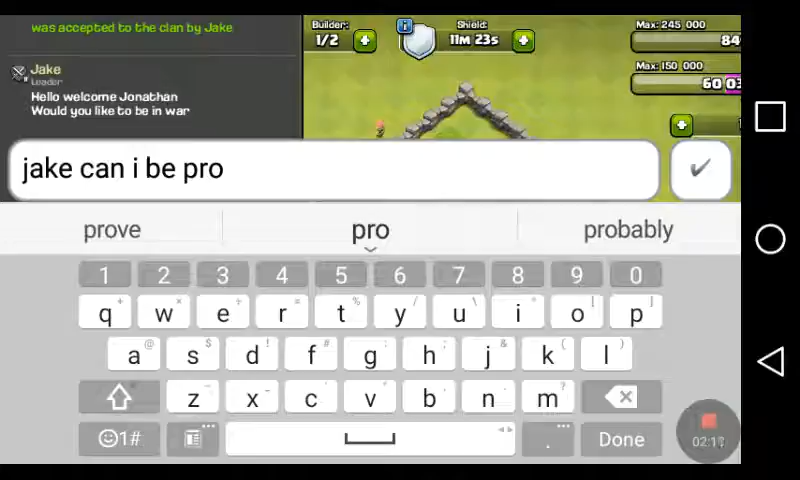 was accepted to the clan by Jake
Jake
Leader
Hello welcome Jonathan
Would you like to be in war
Builder:
1/2
Shield:
11m 23s
Max: 245 000
84
Max: 150 000
60 03
jake can i be pro
prove pro probably
1 2 3 4 5 6 7 8 9 0
q w e r t y u i o p
a s d f g h j k l
z x c v b n m
1# . Done